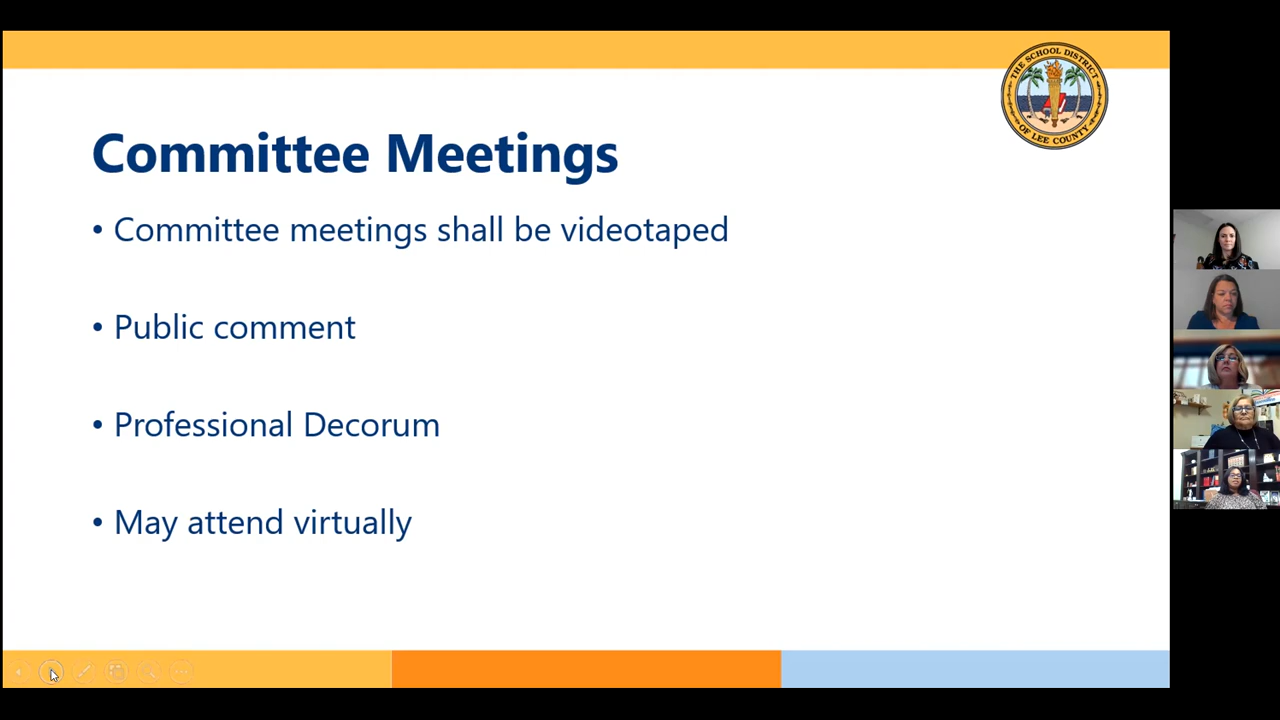 THE SCHOOL DISTRICT
OF LEE COUNTY
Committee Meetings
• Committee meetings shall be videotaped
• Public comment
• Professional Decorum
• May attend virtually